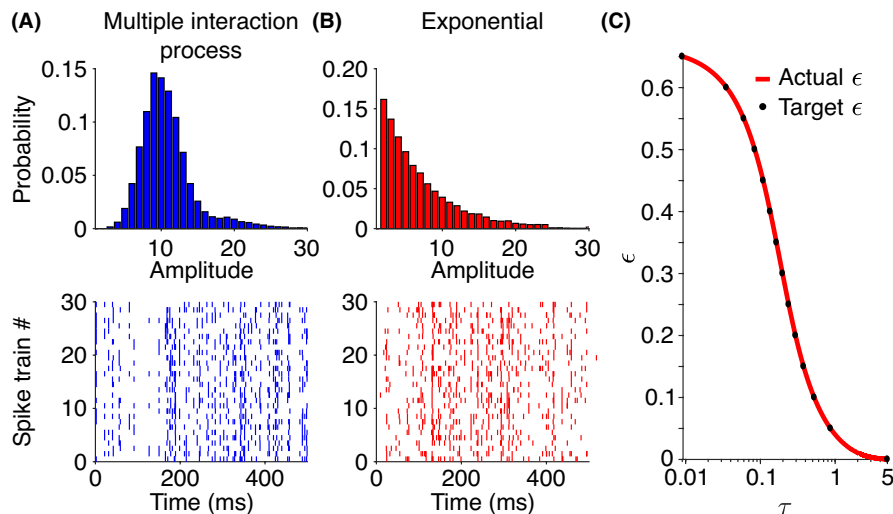 (A) Multiple interaction process
(B) Exponential
(C)
Probability
0.15
0.1
0.05
0
10 20 30
Amplitude
0.20
0.15
0.10
0.05
0
10 20 30
Amplitude
Spike train #
30
20
10
0
0 200 400
Time (ms)
30
20
10
0
0 200 400
Time (ms)
ϵ
0.6
0.5
0.4
0.3
0.2
0.1
0
0.01 0.1 1 5
τ
Actual ϵ
Target ϵ